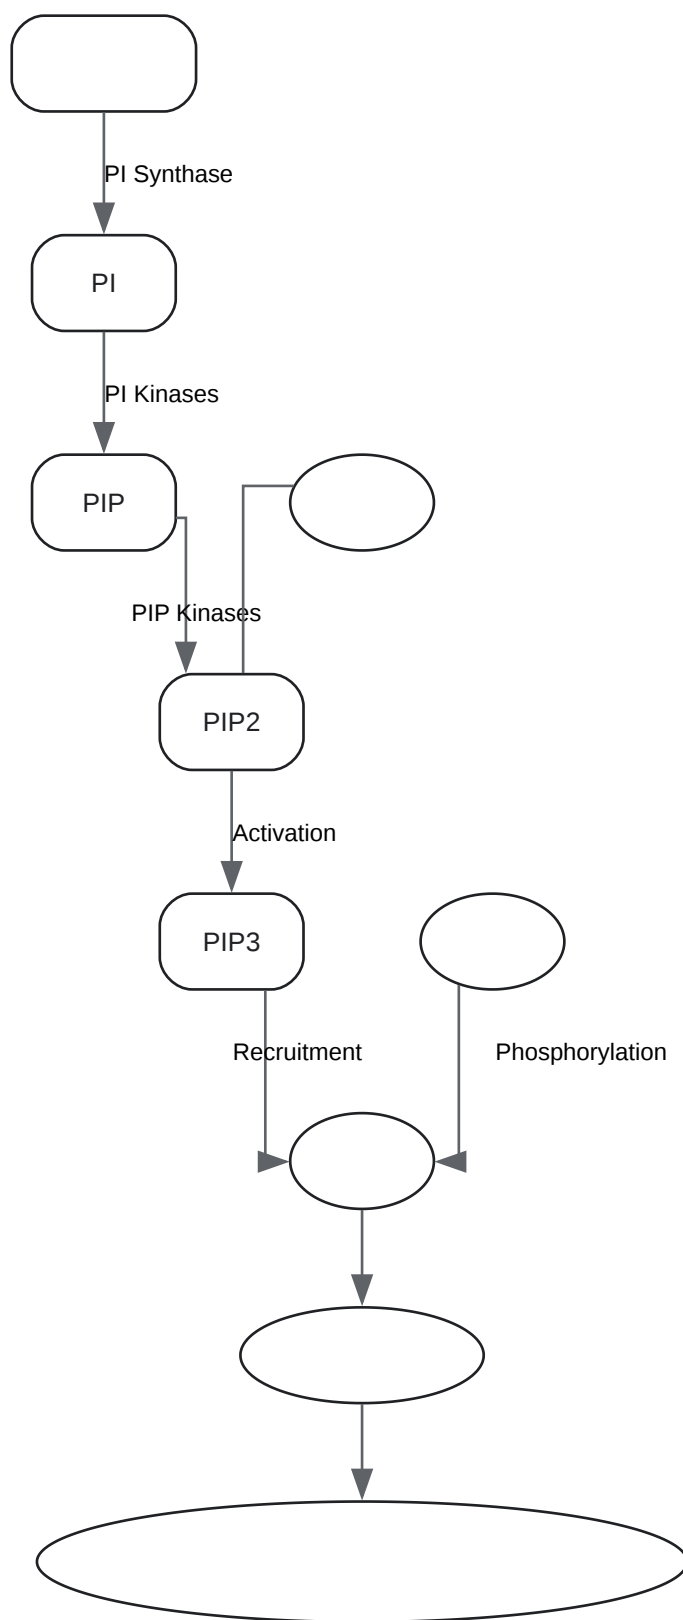 PI Synthase
PI
PI Kinases
PIP
PIP Kinases
PIP2
Activation
PIP3
Recruitment
Phosphorylation